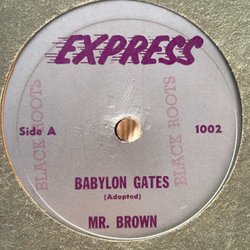 EXPRESS
BLACK ROOTS
BLACK ROOTS
Side A
1002
BABYLON GATES
(Adopted)
MR. BROWN